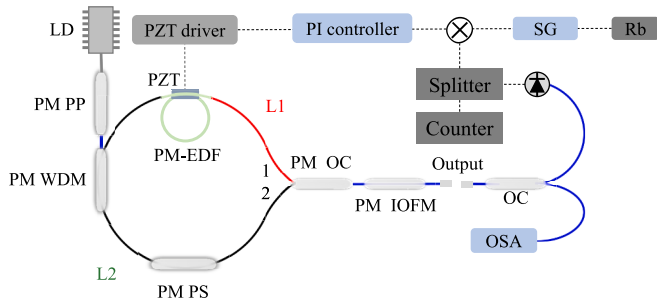 LD
PZT driver
PI controller
SG
Rb
PZT
L1
Splitter
PM PP
PM-EDF
Counter
PM WDM
1
PM OC
Output
2
PM IOFM
OC
L2
PM PS
OSA